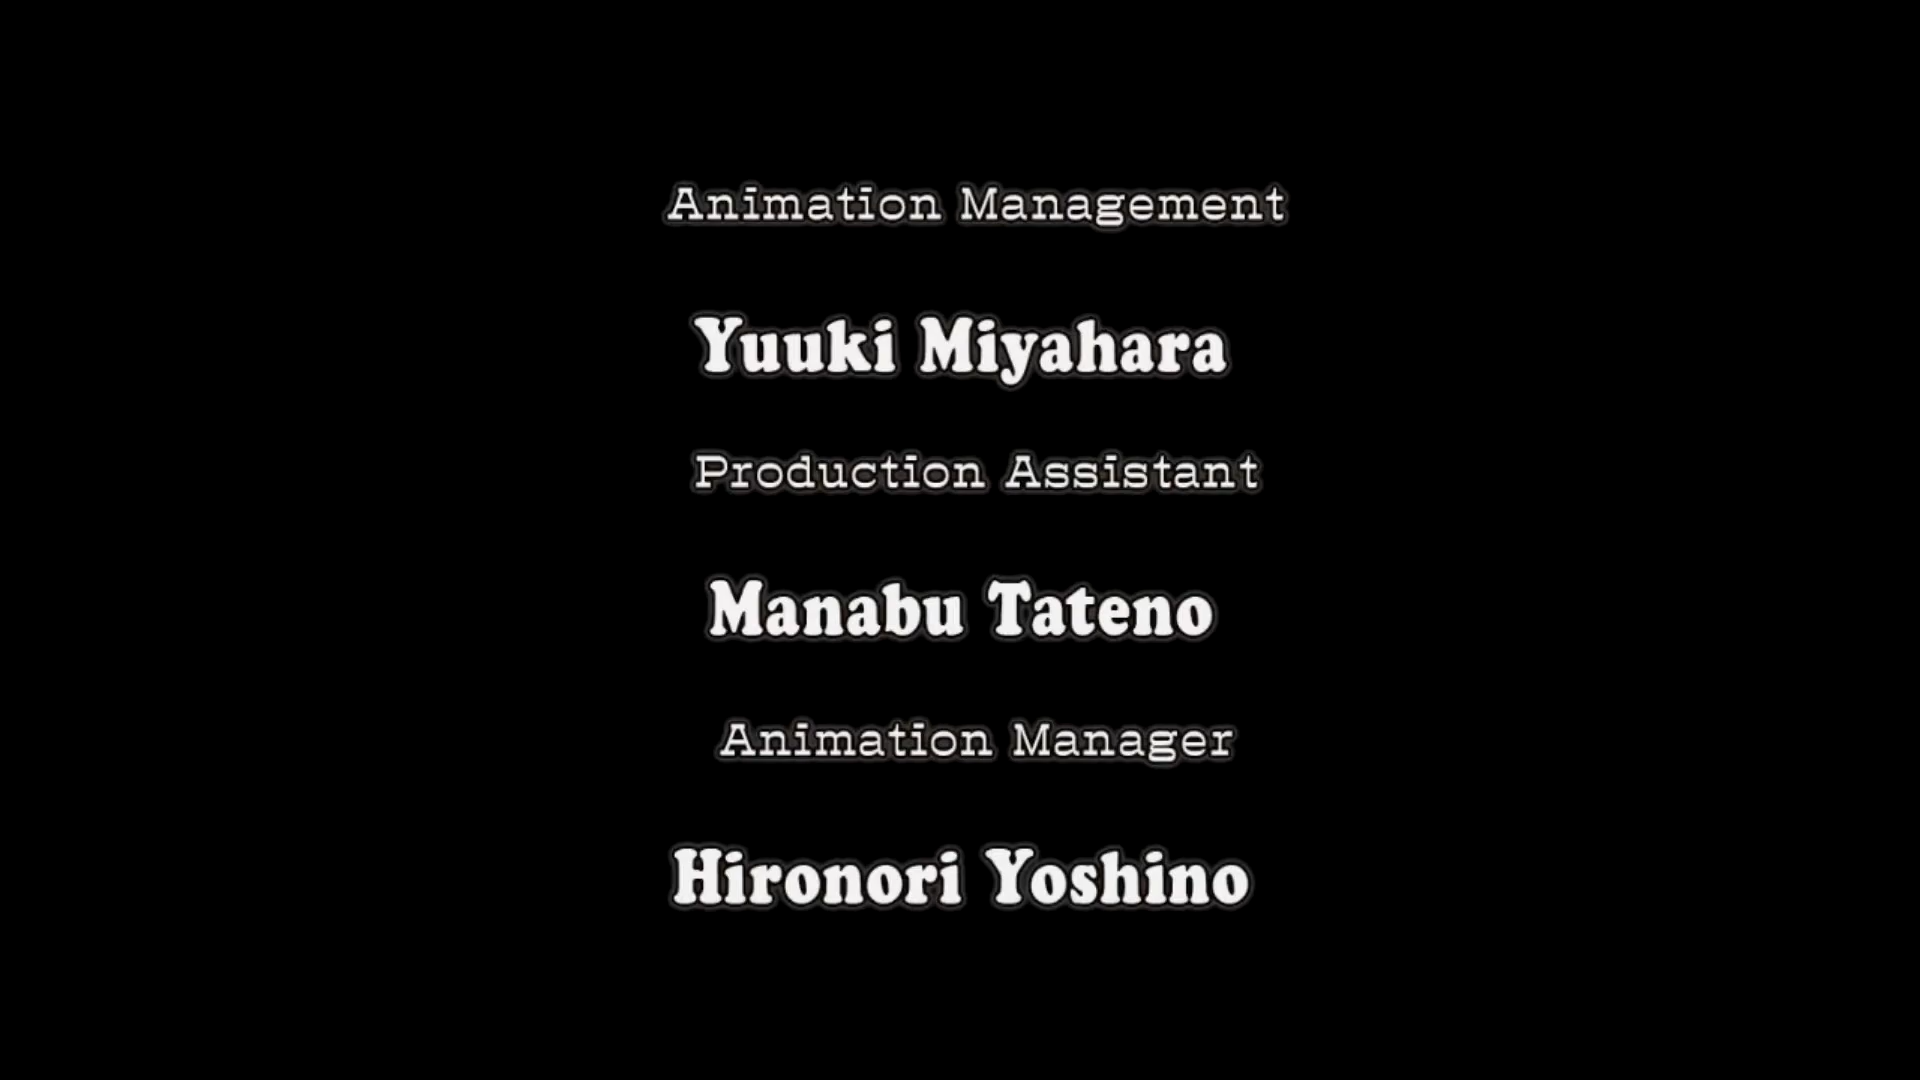 Animation Management
Yuuki Miyahara
Production Assistant
Manabu Tateno
Animation Manager
Hironori Yoshino